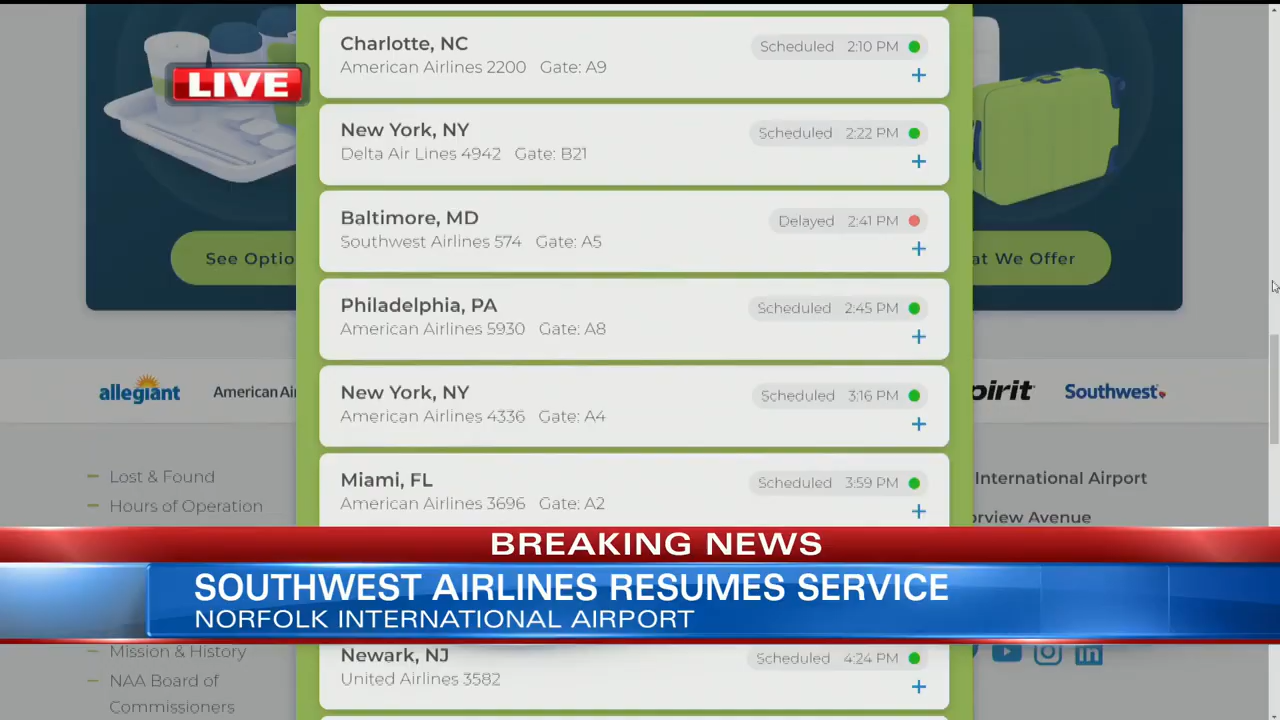 Charlotte, NC
Scheduled 2:10 PM
American Airlines 2200 Gate: A9
+
LIVE
New York, NY
Scheduled 2:22 PM
Delta Air Lines 4942 Gate: B21
+
Baltimore, MD
Delayed 2:41 PM
Southwest Airlines 574 Gate: A5
+
See Optio
at We Offer
Philadelphia, PA
Scheduled 2:45 PM
American Airlines 5930 Gate: A8
+
allegiant
American Air
pirit
Southwest
New York, NY
Scheduled 3:16 PM
American Airlines 4336 Gate: A4
+
Miami, FL
Scheduled 3:59 PM
American Airlines 3696 Gate: A2
+
Lost & Found
Hours of Operation
International Airport
orview Avenue
BREAKING NEWS
SOUTHWEST AIRLINES RESUMES SERVICE
NORFOLK INTERNATIONAL AIRPORT
Mission & History
NAA Board of
Commissioners
Newark, NJ
Scheduled 4:24 PM
United Airlines 3582
+
in